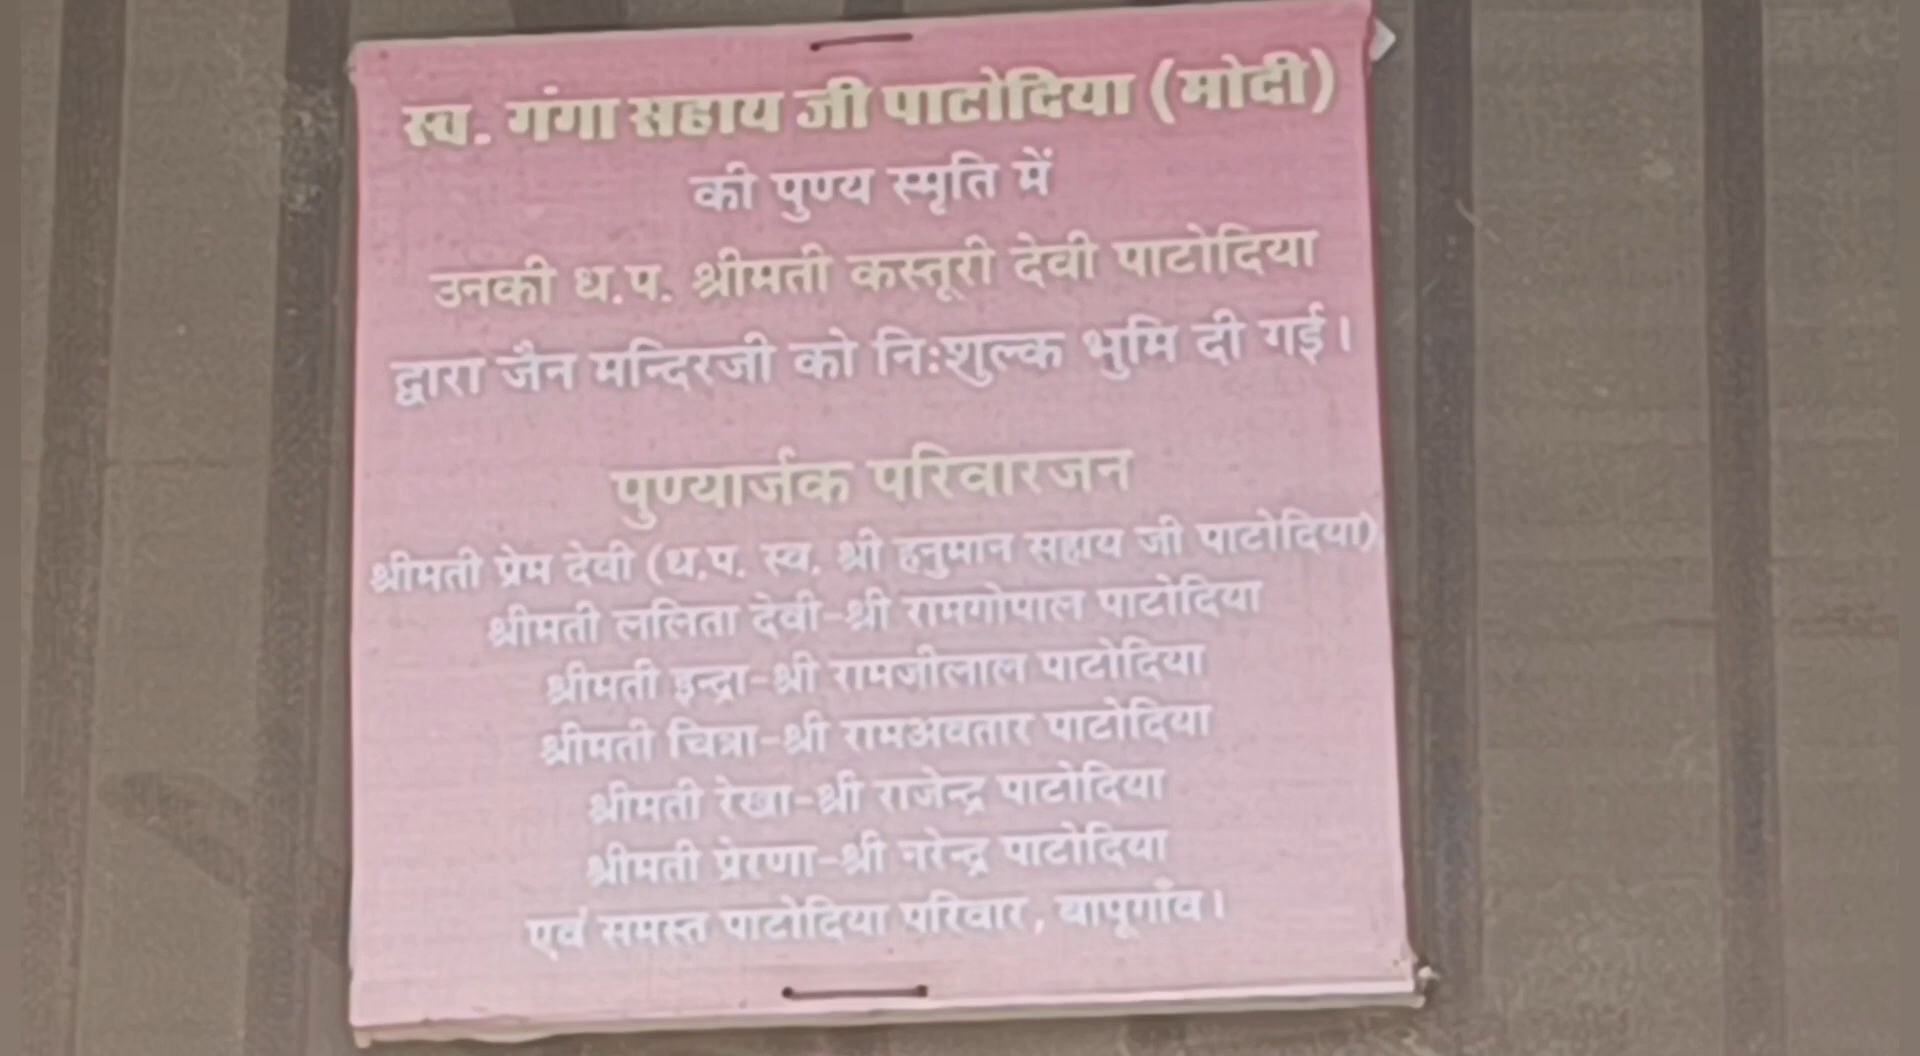 स्व. गंगा सहाय जी पाटोदिया (मोदी)
की पुण्य स्मृति में
उनकी ध.प. श्रीमती कस्तूरी देवी पाटोदिया
द्वारा जैन मन्दिरजी को नि:शुल्क भुमि दी गई।
पुण्यार्जक परिवारजन
श्रीमती प्रेम देवी (ध.प. स्व. श्री हनुमान सहाय जी पाटोदिया)
श्रीमती ललिता देवी-श्री रामगोपाल पाटोदिया
श्रीमती इन्द्रा-श्री रामजीलाल पाटोदिया
श्रीमती चित्रा-श्री रामअवतार पाटोदिया
श्रीमती रेखा-श्री राजेन्द्र पाटोदिया
श्रीमती प्रेरणा-श्री नरेन्द्र पाटोदिया
एवं समस्त पाटोदिया परिवार, बापूगाँव।